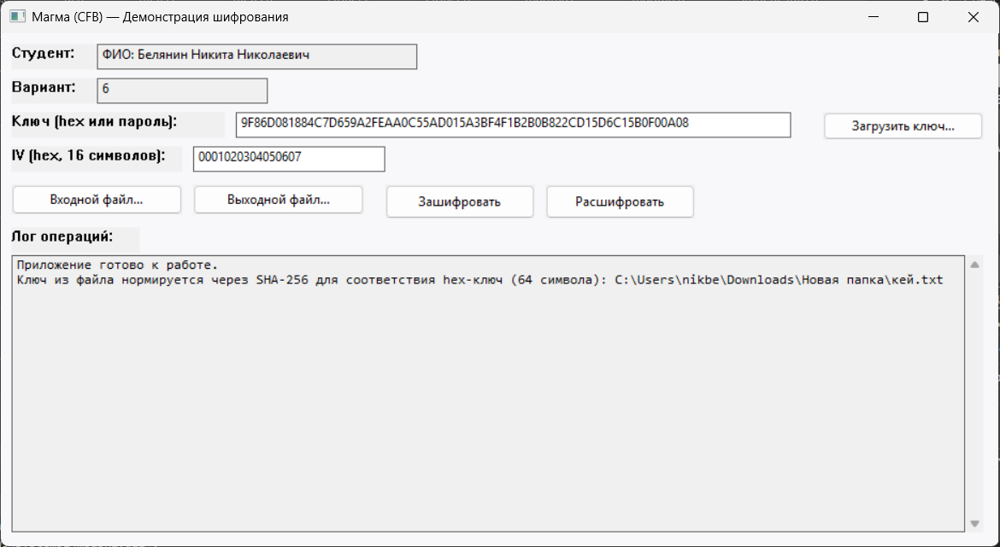 Магма (CFB) — Демонстрация шифрования
Студент: ФИО: Белянин Никита Николаевич
Вариант: 6
Ключ (hex или пароль): 9F86D081884C7D659A2FEAA0C55AD015A3BF4F1B2B0B822CD15D6C15B0F00A08 Загрузить ключ...
IV (hex, 16 символов): 0001020304050607
Входной файл... Выходной файл... Зашифровать Расшифровать
Лог операций:
Приложение готово к работе.
Ключ из файла нормируется через SHA-256 для соответствия hex-ключ (64 символа): C:\Users\nikbe\Downloads\Новая папка\кей.txt